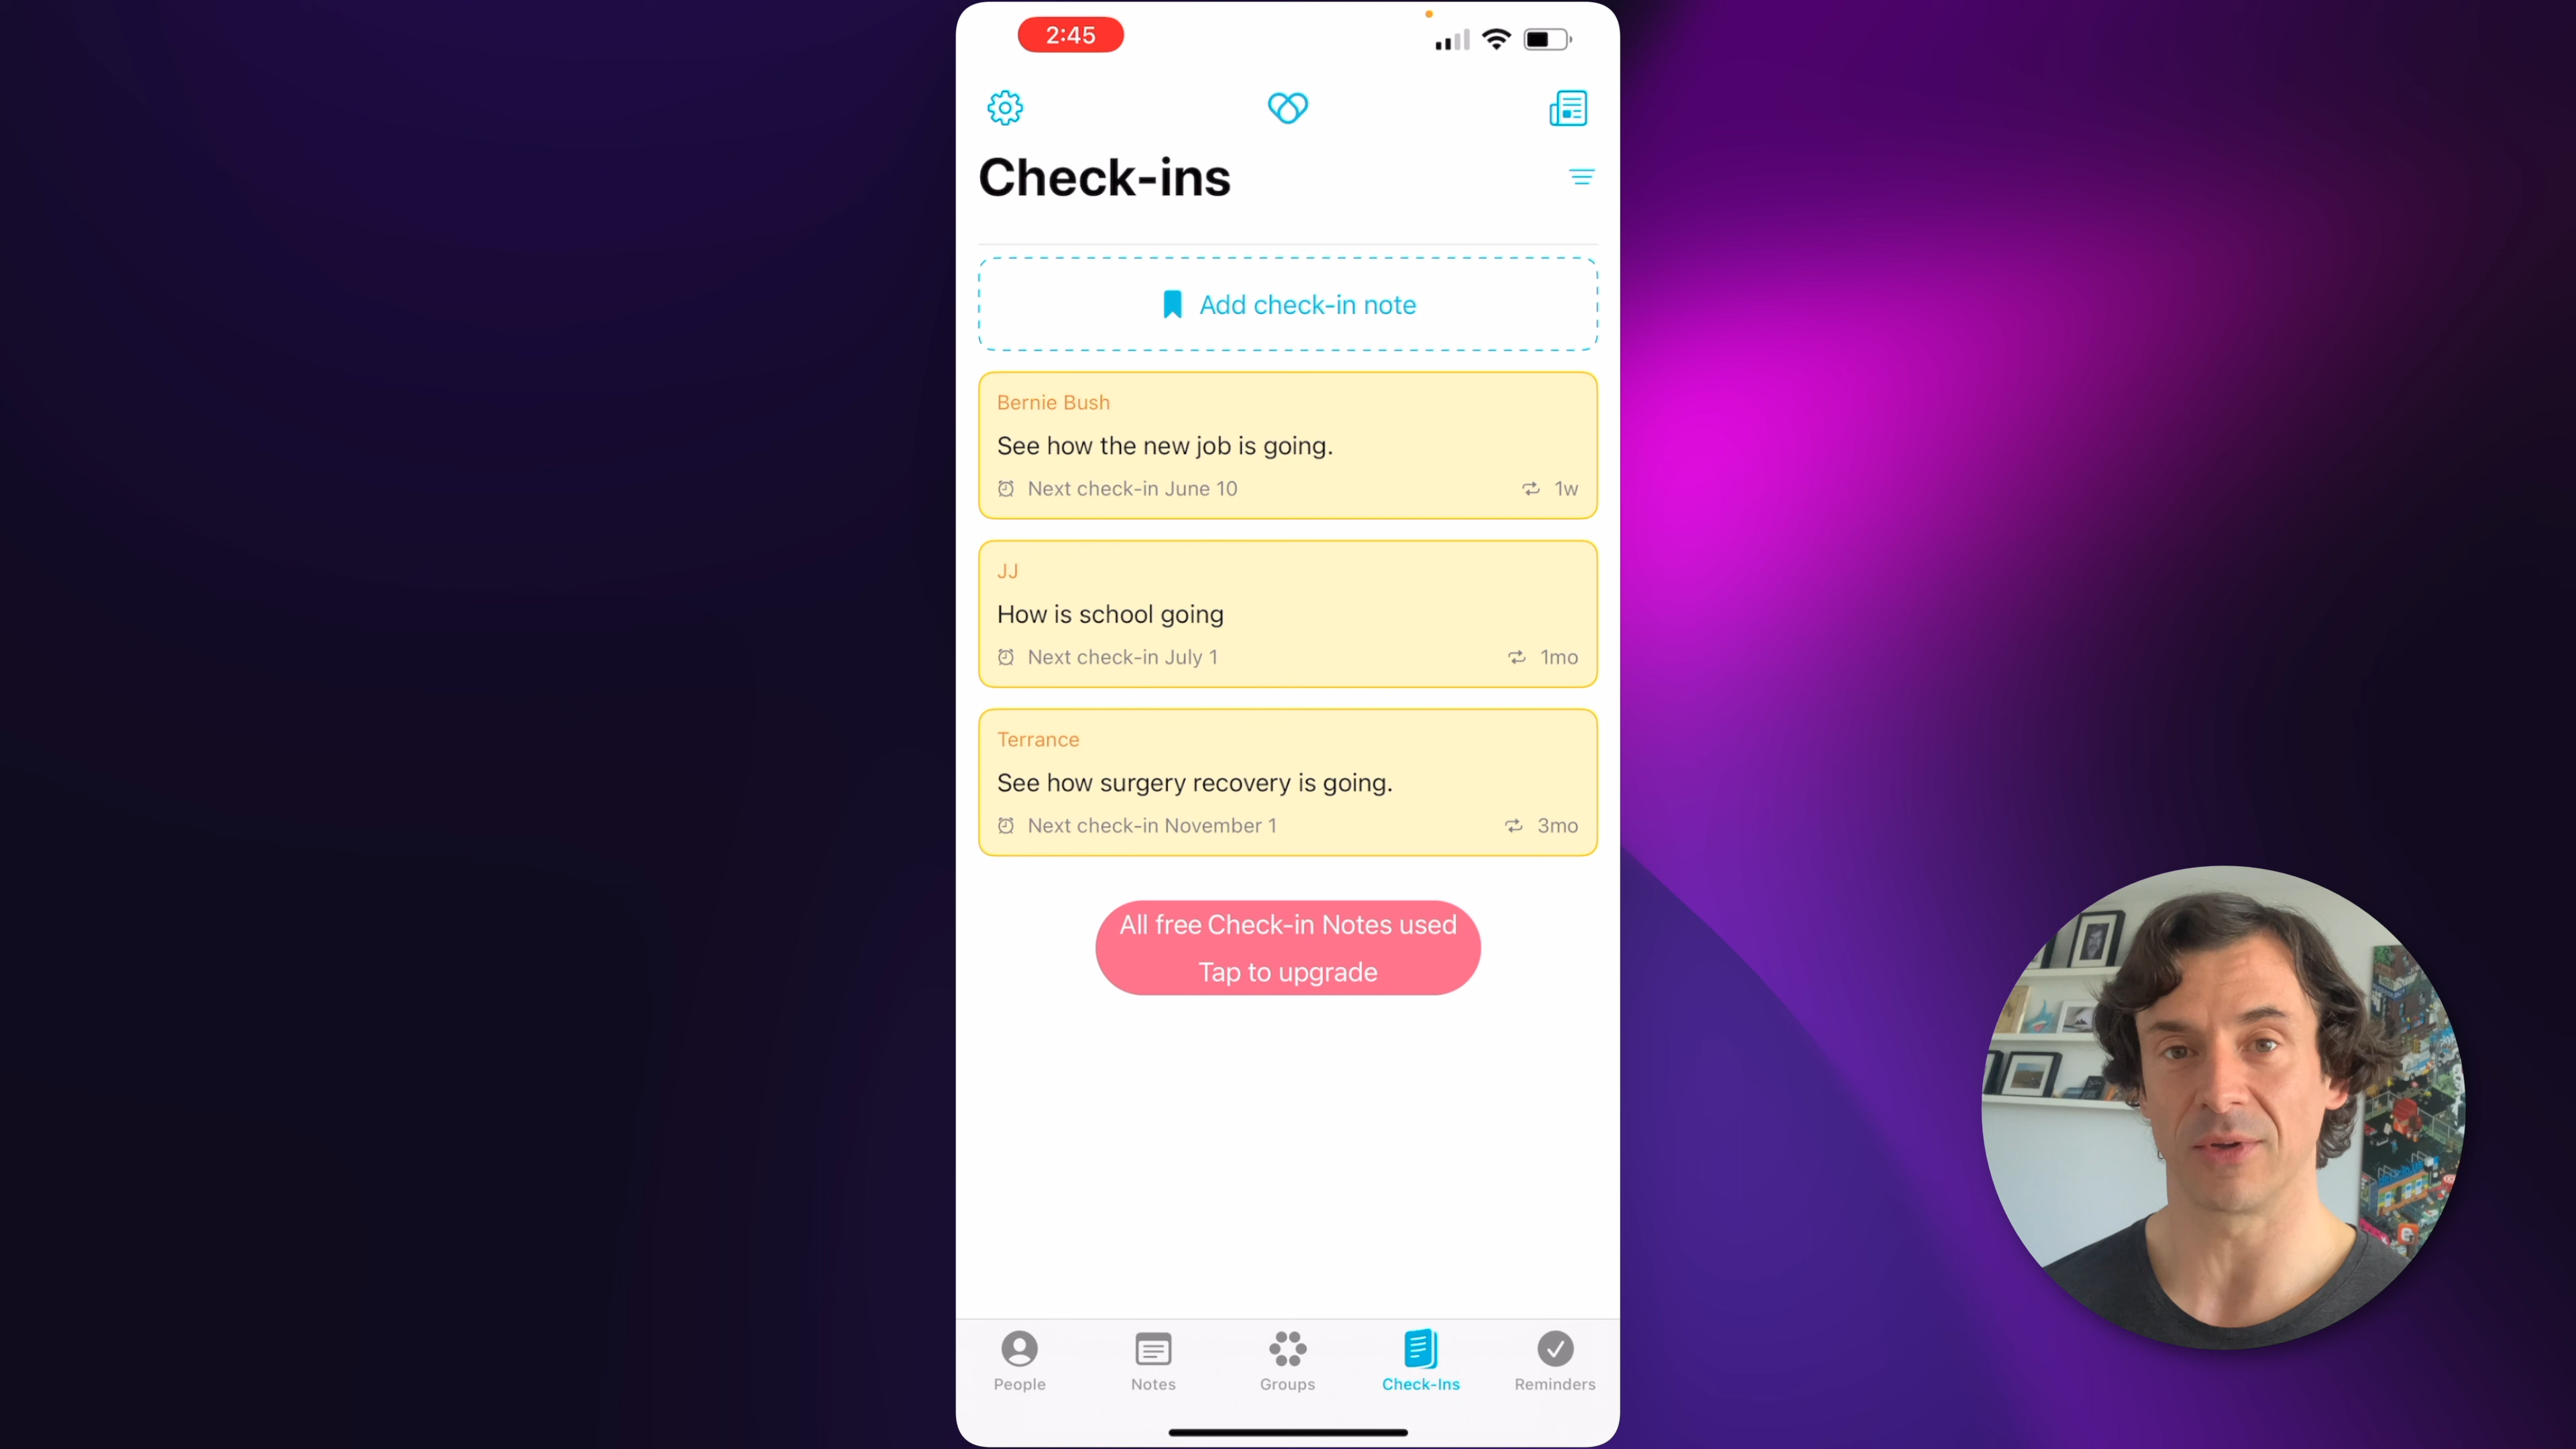 2:45
Check-ins
Add check-in note
Bernie Bush
See how the new job is going.
Next check-in June 10
1w
JJ
How is school going
Next check-in July 1
1mo
Terrance
See how surgery recovery is going.
Next check-in November 1
3mo
All free Check-in Notes used
Tap to upgrade
People
Notes
Groups
Check-Ins
Reminders